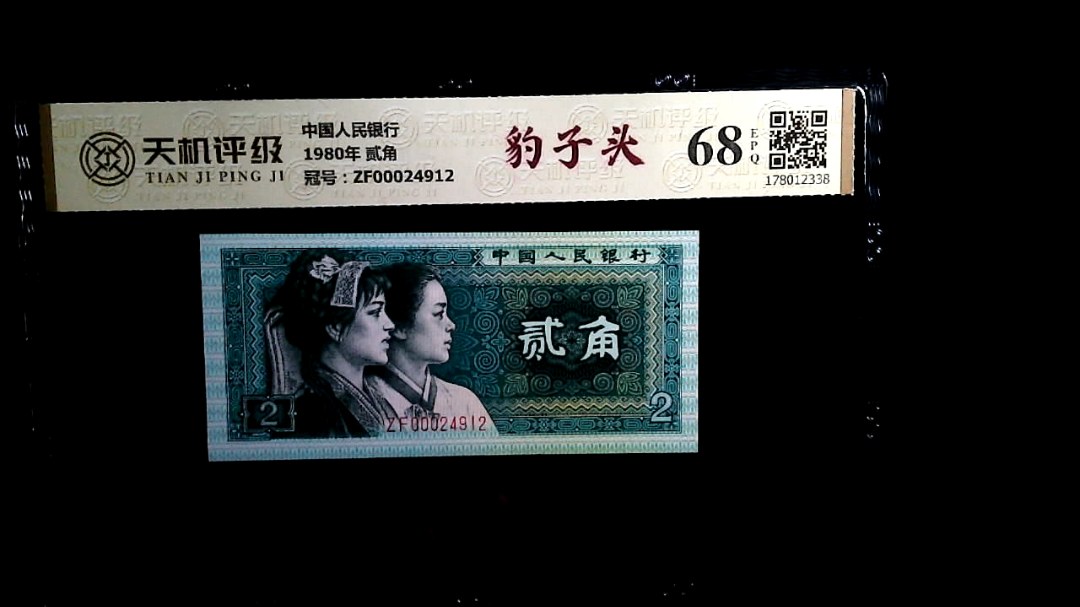 天机评级
TIAN JI PING JI
中国人民银行
1980年 贰角
冠号：ZF00024912
豹子头
68
EPQ
178012338
中国人民银行
贰角
2
2
ZF00024912